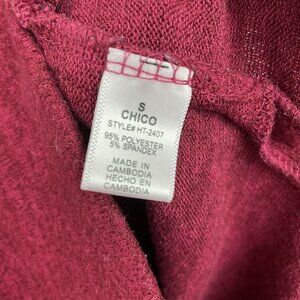 S
CHICO
STYLE# HT-2407
95% POLYESTER
5% SPANDEX
MADE IN
CAMBODIA
HECHO EN
CAMBODIA